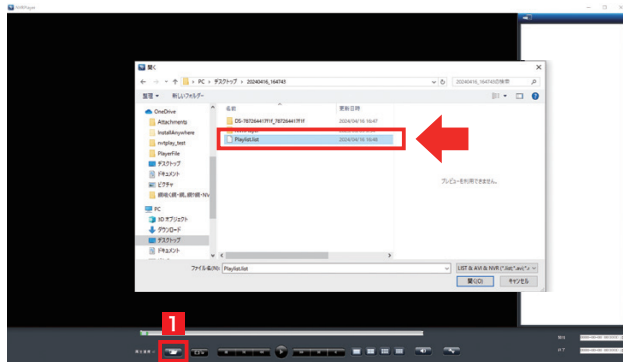 NVRPlayer
開く
PC > デスクトップ > 20240416_164745
20240416_164745の検索
整理
新しいフォルダー
名前
更新日時
OneDrive
Attachments
InstallAnywhere
nvrplay_test
PlayerFile
デスクトップ
ドキュメント
ピクチャ
PC
3D オブジェクト
ダウンロード
デスクトップ
ドキュメント
2024/04/16 16:47
Playlist.list
2024/04/16 16:48
プレビューを利用できません。
ファイル名(N):
Playlist.list
LIST & AVI & NVR (*.list;*.avi;*.r
開く(O)
キャンセル
1